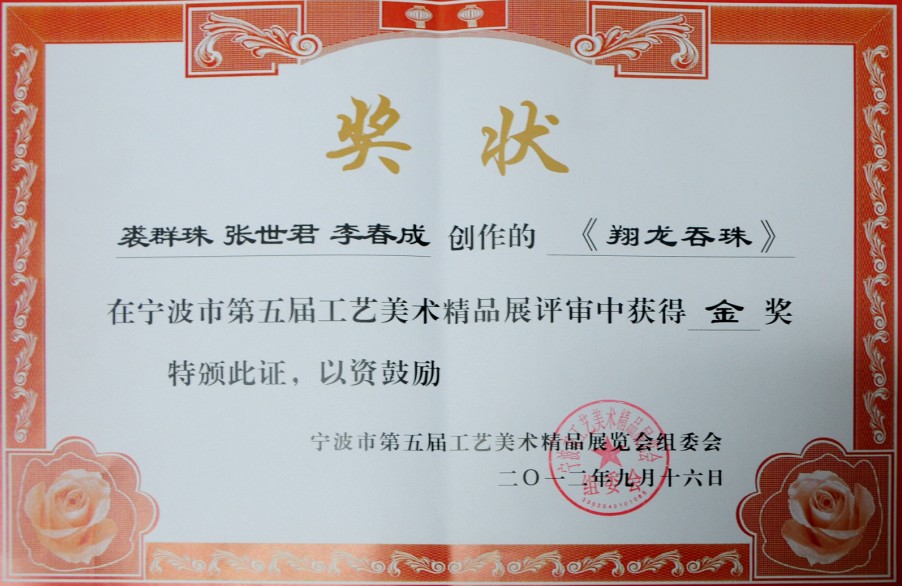 奖状
裘群珠 张世君 李春成 创作的 《翔龙吞珠》
在宁波市第五届工艺美术精品展评审中获得 金 奖
特颁此证，以资鼓励
宁波市第五届工艺美术精品展览会组委会
二〇一二年九月十六日
组委会